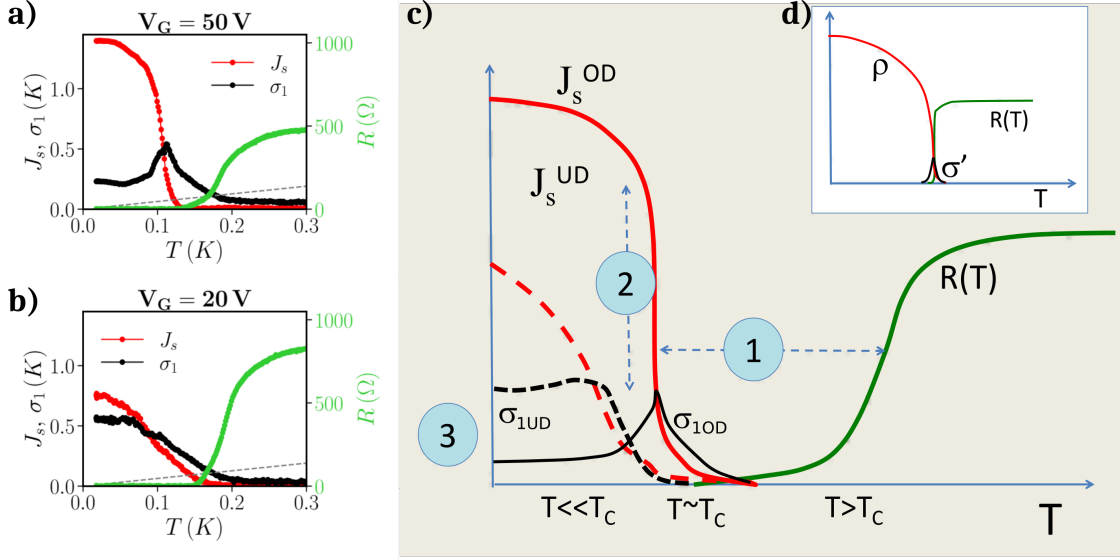 a)
V_G = 50 V
J_s, σ_1 (K)
1.0
0.5
0.0
J_s
σ_1
1000
500
0
R (Ω)
0.0
0.1
0.2
0.3
T (K)
b)
V_G = 20 V
J_s, σ_1 (K)
1.0
0.5
0.0
J_s
σ_1
1000
500
0
R (Ω)
0.0
0.1
0.2
0.3
T (K)
c)
J_s^OD
J_s^UD
2
1
3
R(T)
σ_1UD
σ_1OD
T<<T_C
T~T_C
T>T_C
T
d)
ρ
R(T)
σ’
T